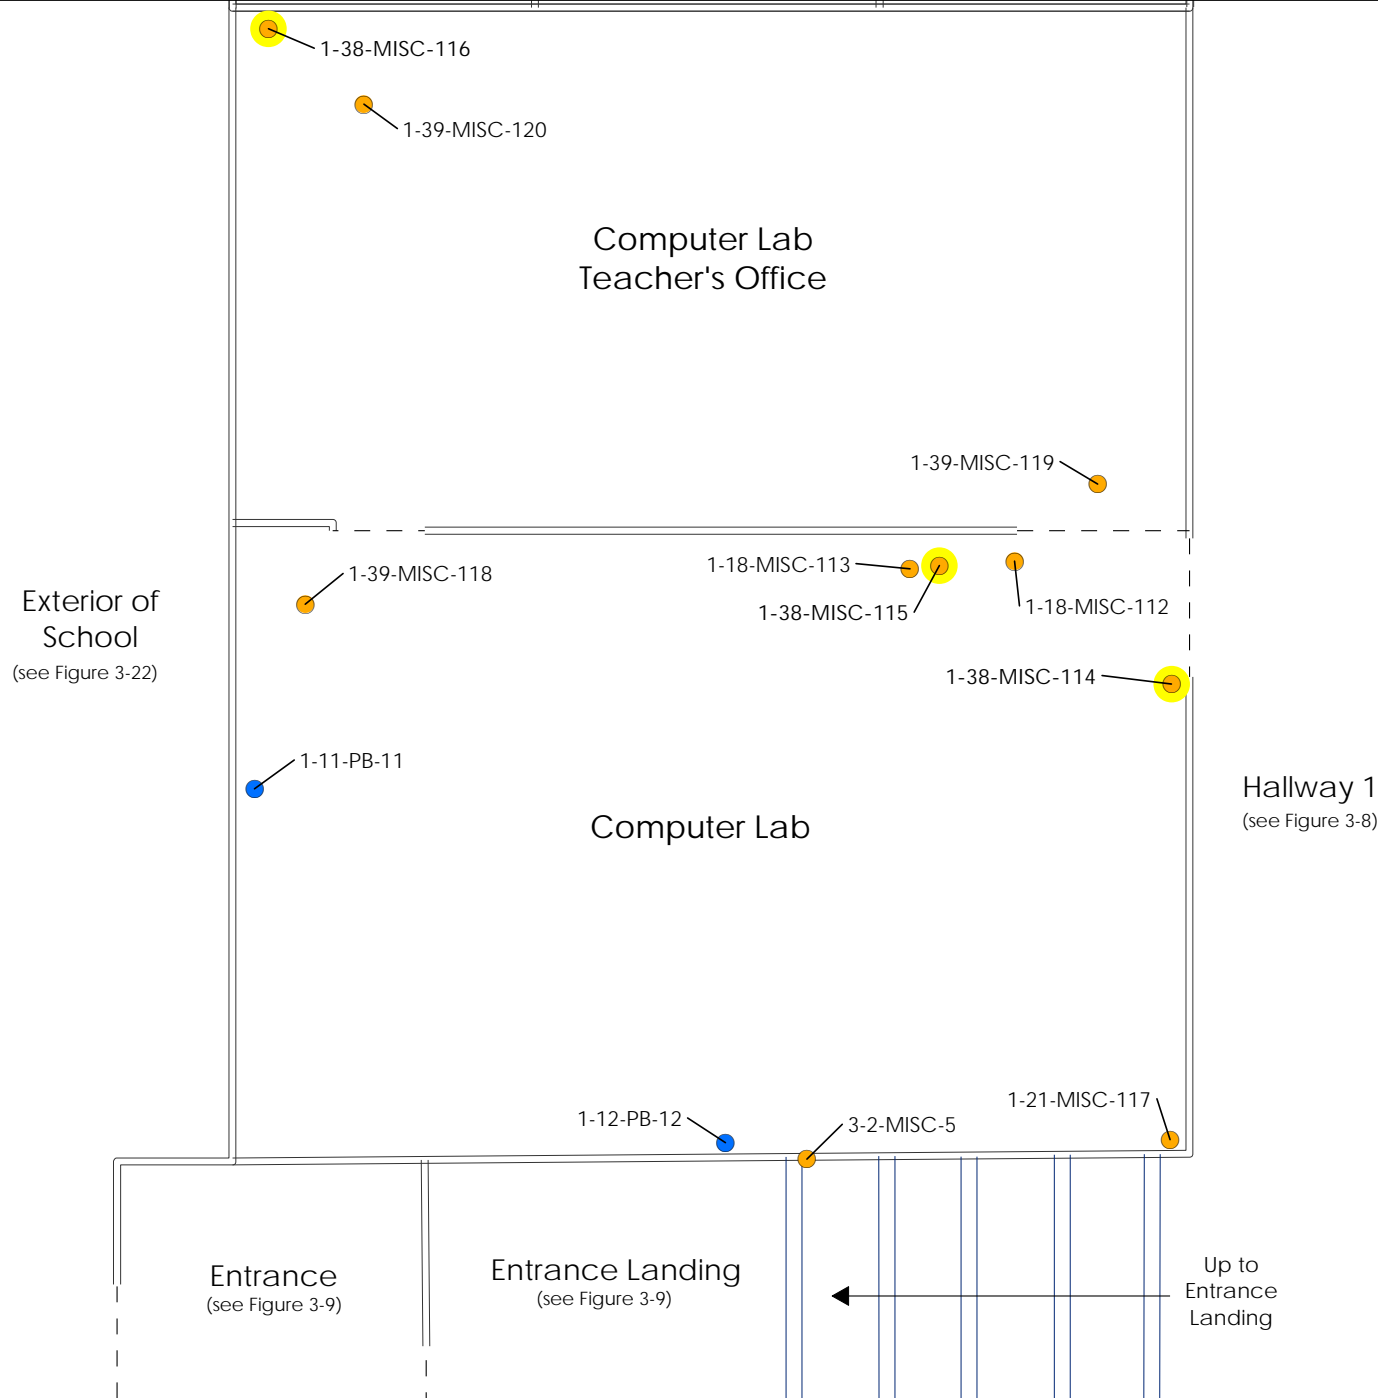 1-38-MISC-116
1-39-MISC-120
Computer Lab
Teacher's Office
1-39-MISC-119
1-18-MISC-113
1-39-MISC-118
1-38-MISC-115
1-18-MISC-112
Exterior of
School
(see Figure 3-22)
1-38-MISC-114
1-11-PB-11
Hallway 1
(see Figure 3-8)
Computer Lab
1-21-MISC-117
1-12-PB-12
3-2-MISC-5
Entrance
(see Figure 3-9)
Entrance Landing
(see Figure 3-9)
Up to
Entrance
Landing